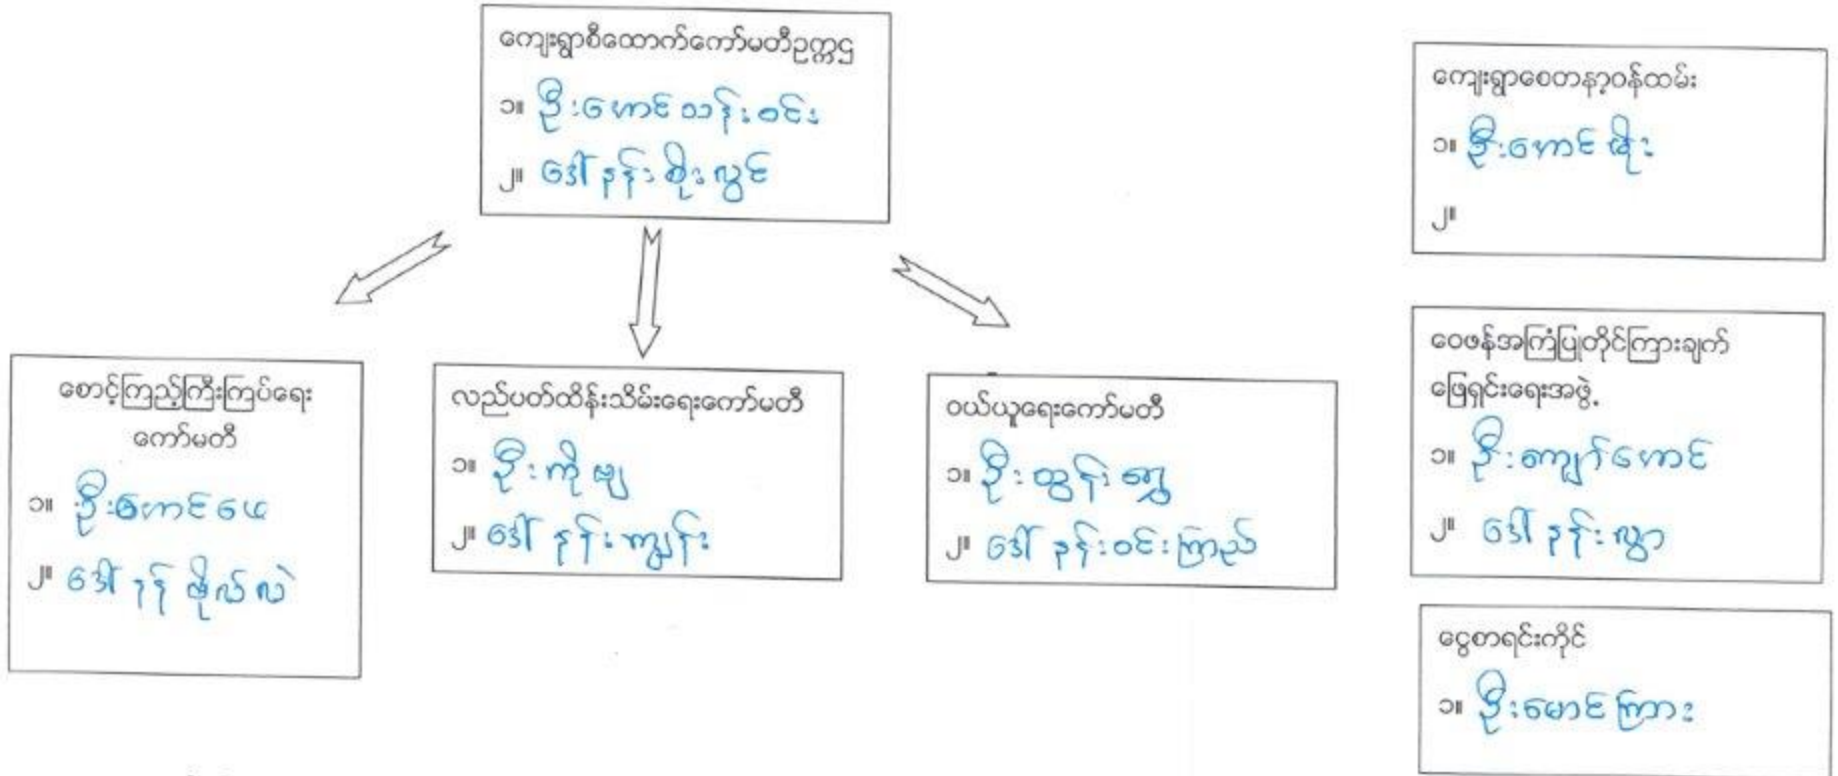 ကျေးရွာစီထောက်ကော်မတီဥက္ကဌ
၁။ ဦးအောင်သန်းဝင်း
၂။ ဒေါ်နန်းစိုးလွင်
ကျေးရွာစေတနာ့ဝန်ထမ်း
၁။ ဦးအောင်စိုး
၂။
စောင့်ကြည့်ကြီးကြပ်ရေး
ကော်မတီ
၁။ ဦးအောင်ဖေ
၂။ ဒေါ်နန်
လည်ပတ်ထိန်းသိမ်းရေးကော်မတီ
၁။ ဦးကိုဗျ
၂။ ဒေါ်နန်းကျွန်း
ဝယ်ယူရေးကော်မတီ
၁။ ဦးထွန်းရွှေ
၂။ ဒေါ်နန်းဝင်းကြည်
ဝေဖန်အကြံပြုတိုင်ကြားချက်
ဖြေရှင်းရေးအဖွဲ့
၁။ ဦးကျော်အောင်
၂။ ဒေါ်နန်းလွာ
ငွေစာရင်းကိုင်
၁။ ဦးမောင်ကြား